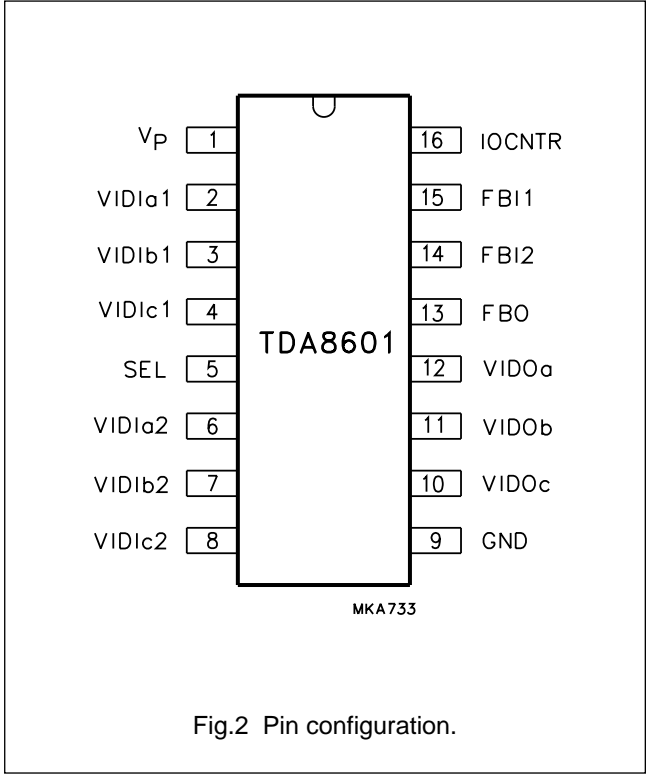 VP 1 16 IOCNTR
VIDIa1 2 15 FBI1
VIDIb1 3 14 FBI2
VIDIc1 4 13 FBO
TDA8601
SEL 5 12 VIDOa
VIDIa2 6 11 VIDOb
VIDIb2 7 10 VIDOc
VIDIc2 8 9 GND
MKA733
Fig.2 Pin configuration.